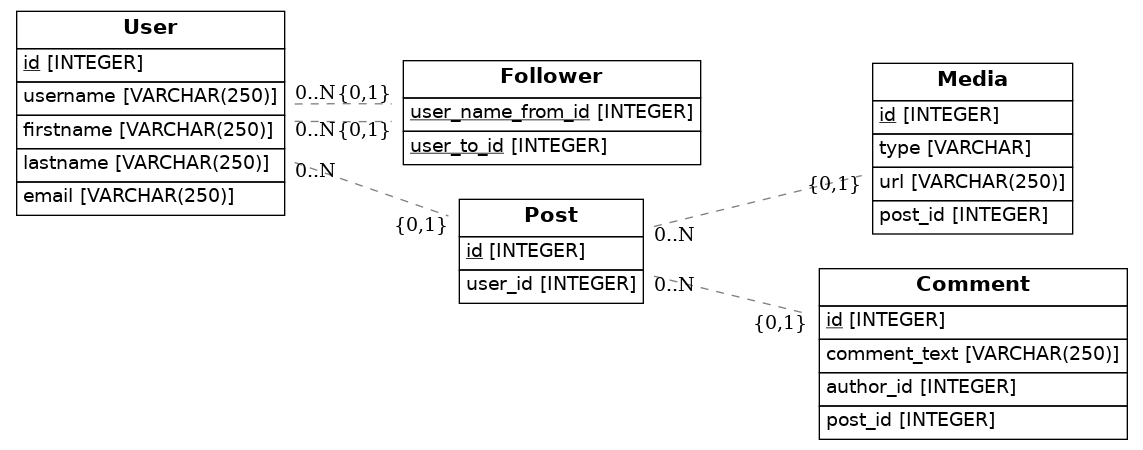 User
id [INTEGER]
username [VARCHAR(250)]
firstname [VARCHAR(250)]
lastname [VARCHAR(250)]
email [VARCHAR(250)]
0..N{0,1}
0..N{0,1}
0..N
{0,1}
Follower
user_name_from_id [INTEGER]
user_to_id [INTEGER]
Post
id [INTEGER]
user_id [INTEGER]
0..N
{0,1}
0..N
{0,1}
Media
id [INTEGER]
type [VARCHAR]
url [VARCHAR(250)]
post_id [INTEGER]
Comment
id [INTEGER]
comment_text [VARCHAR(250)]
author_id [INTEGER]
post_id [INTEGER]